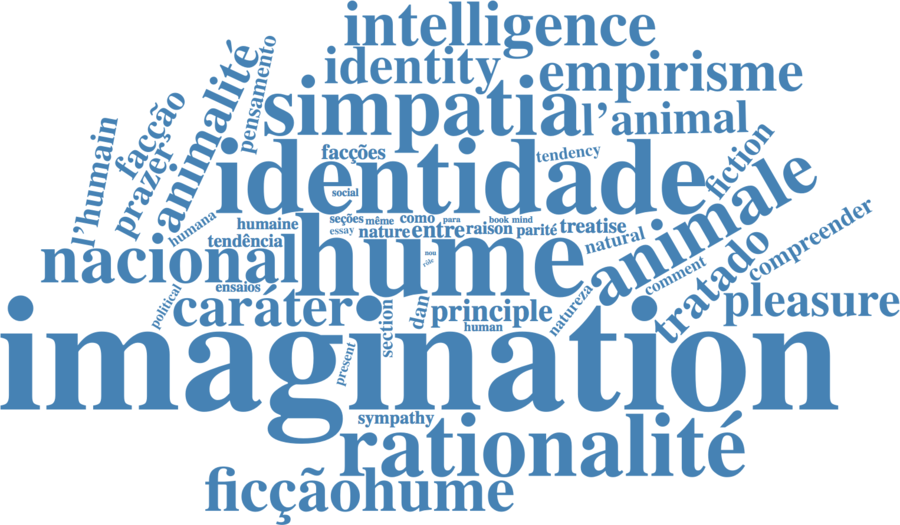 intelligence
identity
empirisme
simpatia
l'animal
pensamento
animalité
facção
prazer
l'humain
identidade
facções
tendency
fiction
social
humana
humaine
seções
même
como
para
book
mind
essay
nature
entre
raison
parité
treatise
tendência
hume
non
rôle
natural
animale
compreender
nacional
comment
tratado
ensaios
political
caráter
dan
principle
human
natureza
pleasure
section
present
imagination
sympathy
rationalité
ficçãohume